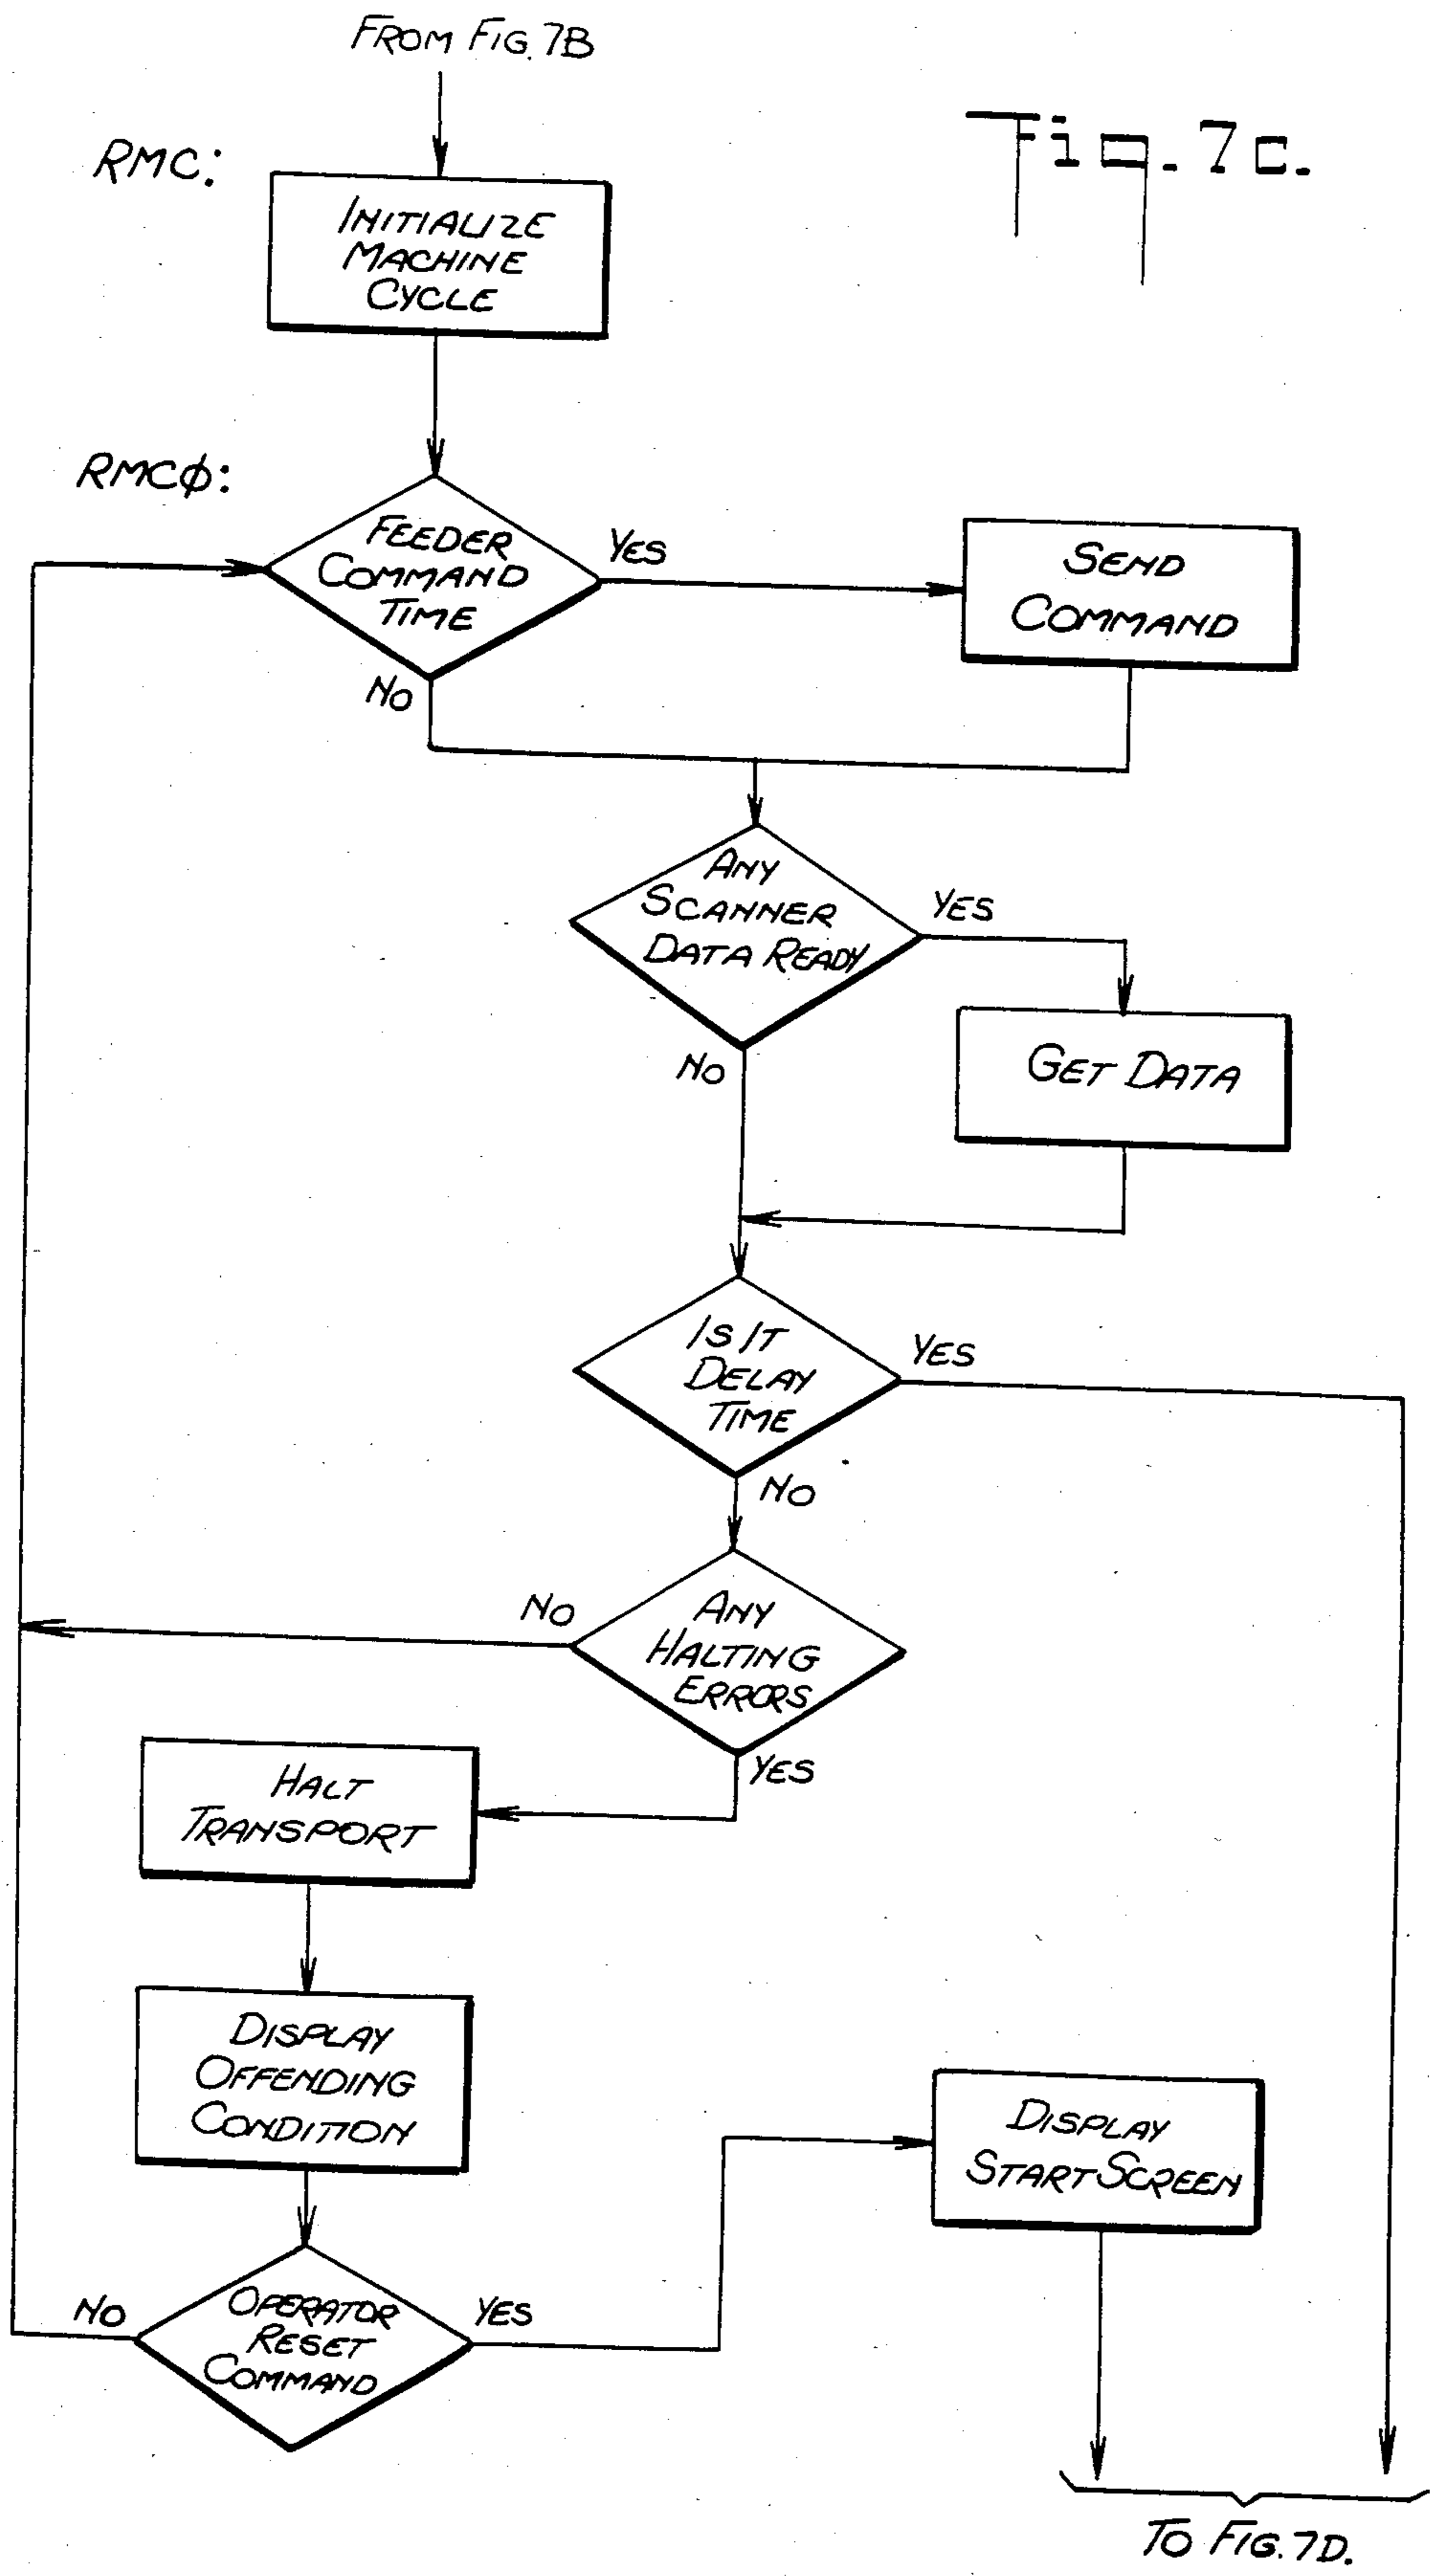 FROM FIG. 7B
Fig. 7c.
RMC:
INITIALIZE
MACHINE
CYCLE
RMCϕ:
FEEDER
COMMAND
TIME
YES
SEND
COMMAND
NO
ANY
SCANNER
DATA READY
YES
GET DATA
NO
IS IT
DELAY
TIME
YES
NO
ANY
HALTING
ERRORS
NO
YES
HALT
TRANSPORT
DISPLAY
OFFENDING
CONDITION
DISPLAY
START SCREEN
OPERATOR
RESET
COMMAND
NO
YES
TO FIG. 7D.